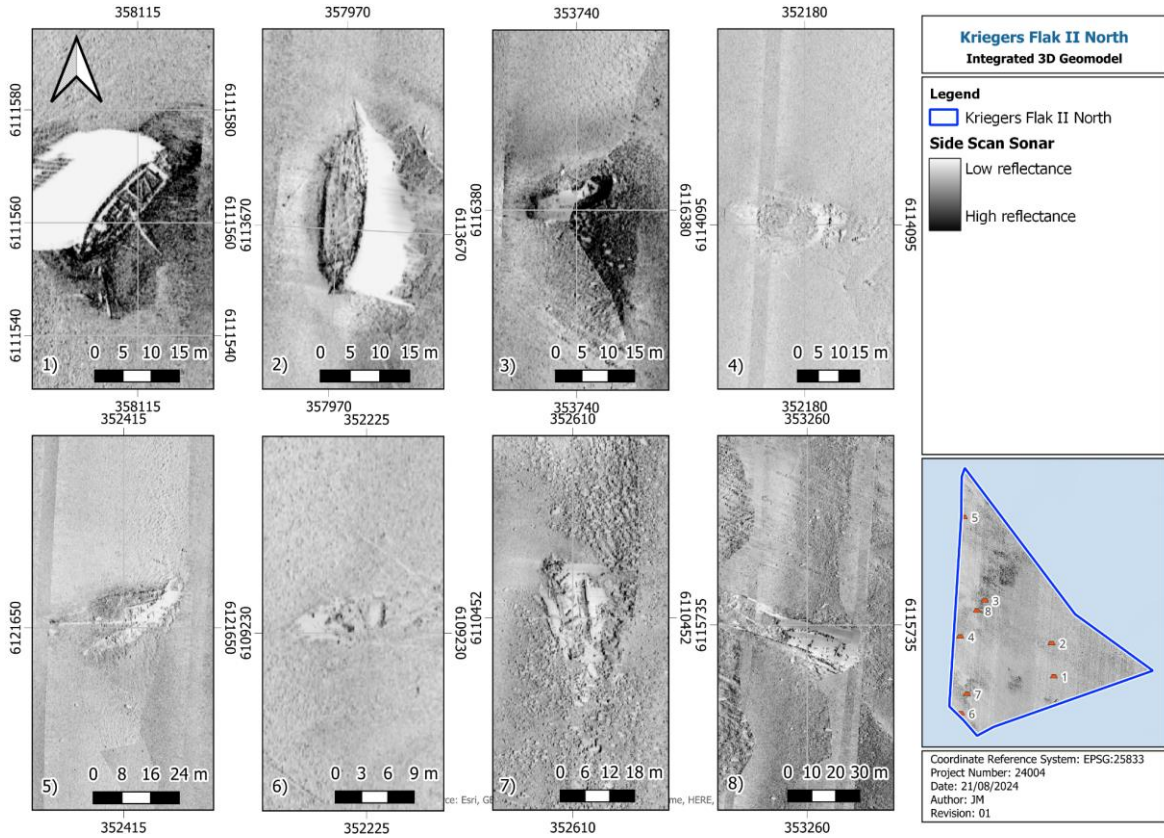 358115
357970
353740
352180
6111580
6111560
6111540
1)
0 5 10 15 m
6111580
6111560
6111540
6113670
2)
0 5 10 15 m
6113670
6116380
3)
0 5 10 15 m
6116380
6114095
4)
0 5 10 15 m
6114095
358115
357970
353740
352180
352415
352225
352610
353260
6121650
5)
0 8 16 24 m
6121650
6109230
6)
0 3 6 9 m
6109230
6110452
7)
0 6 12 18 m
6110452
6115735
8)
0 10 20 30 m
6115735
352415
352225
352610
353260
Kriegers Flak II North
Integrated 3D Geomodel
Legend
Kriegers Flak II North
Side Scan Sonar
Low reflectance
High reflectance
5
3
8
4
2
1
7
6
Coordinate Reference System: EPSG:25833
Project Number: 24004
Date: 21/08/2024
Author: JM
Revision: 01